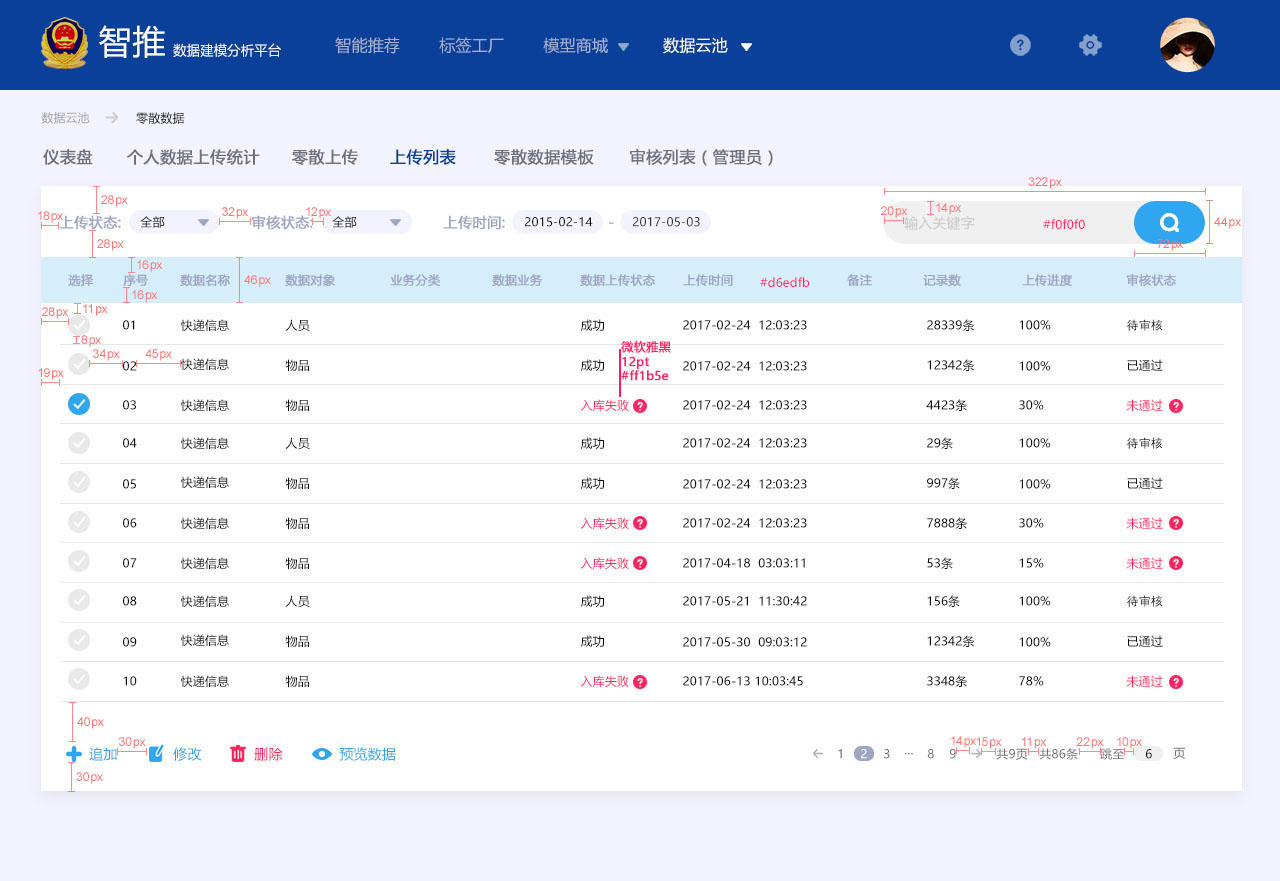 智推 数据建模分析平台 智能推荐 标签工厂 模型商城 数据云池
数据云池 零散数据
仪表盘 个人数据上传统计 零散上传 上传列表 零散数据模板 审核列表（管理员）
322px
28px
18px 上传状态: 全部 32px 审核状态: 12px 全部 上传时间: 2015-02-14 - 2017-05-03 20px 14px 输入关键字 #f0f0f0 44px
28px 72px
16px
选择 序号 数据名称 46px 数据对象 业务分类 数据业务 数据上传状态 上传时间 #d6edfb 备注 记录数 上传进度 审核状态
16px
28px 11px
01 快递信息 人员 成功 2017-02-24 12:03:23 28339条 100% 待审核
8px
34px 45px
微软雅黑
12pt
#ff1b5e
02 快递信息 物品 成功 2017-02-24 12:03:23 12342条 100% 已通过
19px
03 快递信息 物品 入库失败 2017-02-24 12:03:23 4423条 30% 未通过
04 快递信息 人员 成功 2017-02-24 12:03:23 29条 100% 待审核
05 快递信息 物品 成功 2017-02-24 12:03:23 997条 100% 已通过
06 快递信息 物品 入库失败 2017-02-24 12:03:23 7888条 30% 未通过
07 快递信息 物品 入库失败 2017-04-18 03:03:11 53条 15% 未通过
08 快递信息 人员 成功 2017-05-21 11:30:42 156条 100% 待审核
09 快递信息 物品 成功 2017-05-30 09:03:12 12342条 100% 已通过
10 快递信息 物品 入库失败 2017-06-13 10:03:45 3348条 78% 未通过
40px
30px 14px 15px 11px 22px 10px
追加 修改 删除 预览数据 ← 1 2 3 ··· 8 9 → 共9页 共86条 跳至 6 页
30px